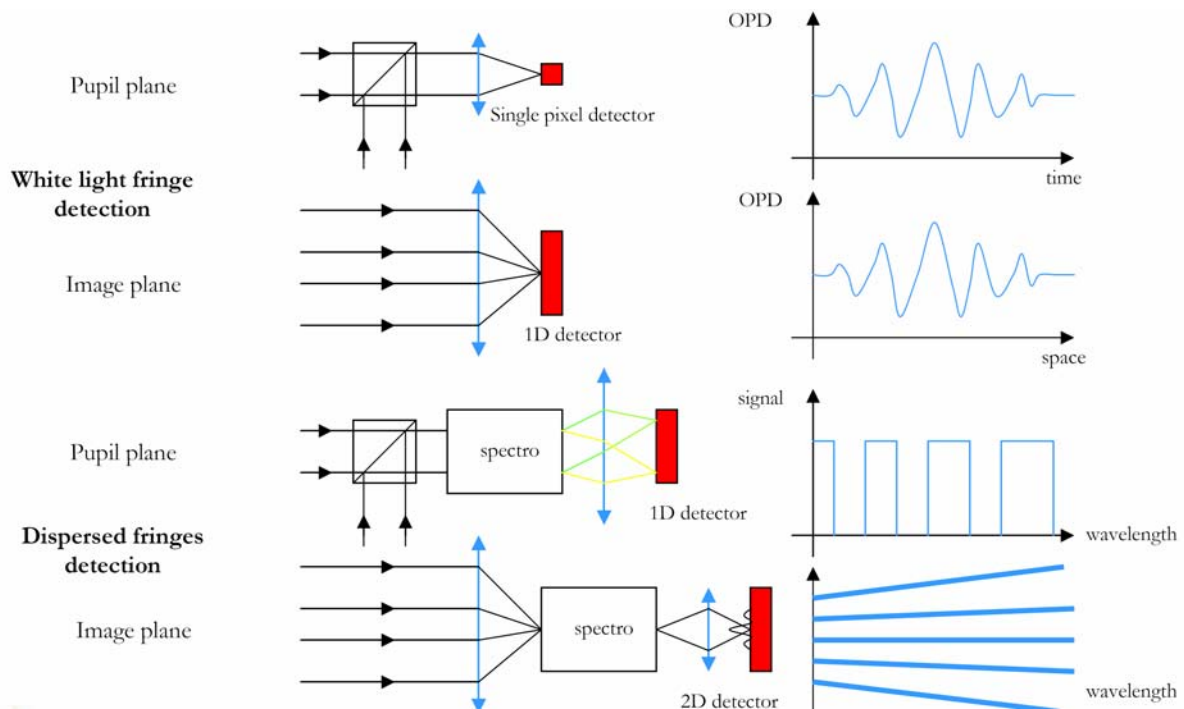 OPD
Pupil plane
Single pixel detector
time
White light fringe
detection
OPD
Image plane
1D detector
space
signal
Pupil plane
spectro
1D detector
wavelength
Dispersed fringes
detection
Image plane
spectro
2D detector
wavelength